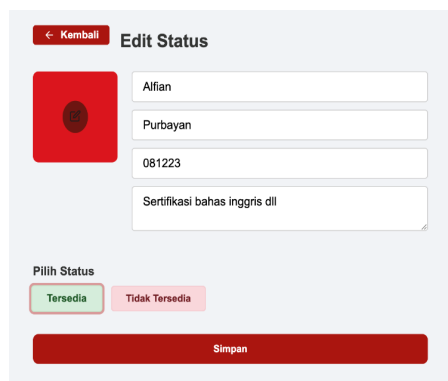 ← Kembali
Edit Status
Alfian
Purbayan
081223
Sertifikasi bahas inggris dll
Pilih Status
Tersedia
Tidak Tersedia
Simpan